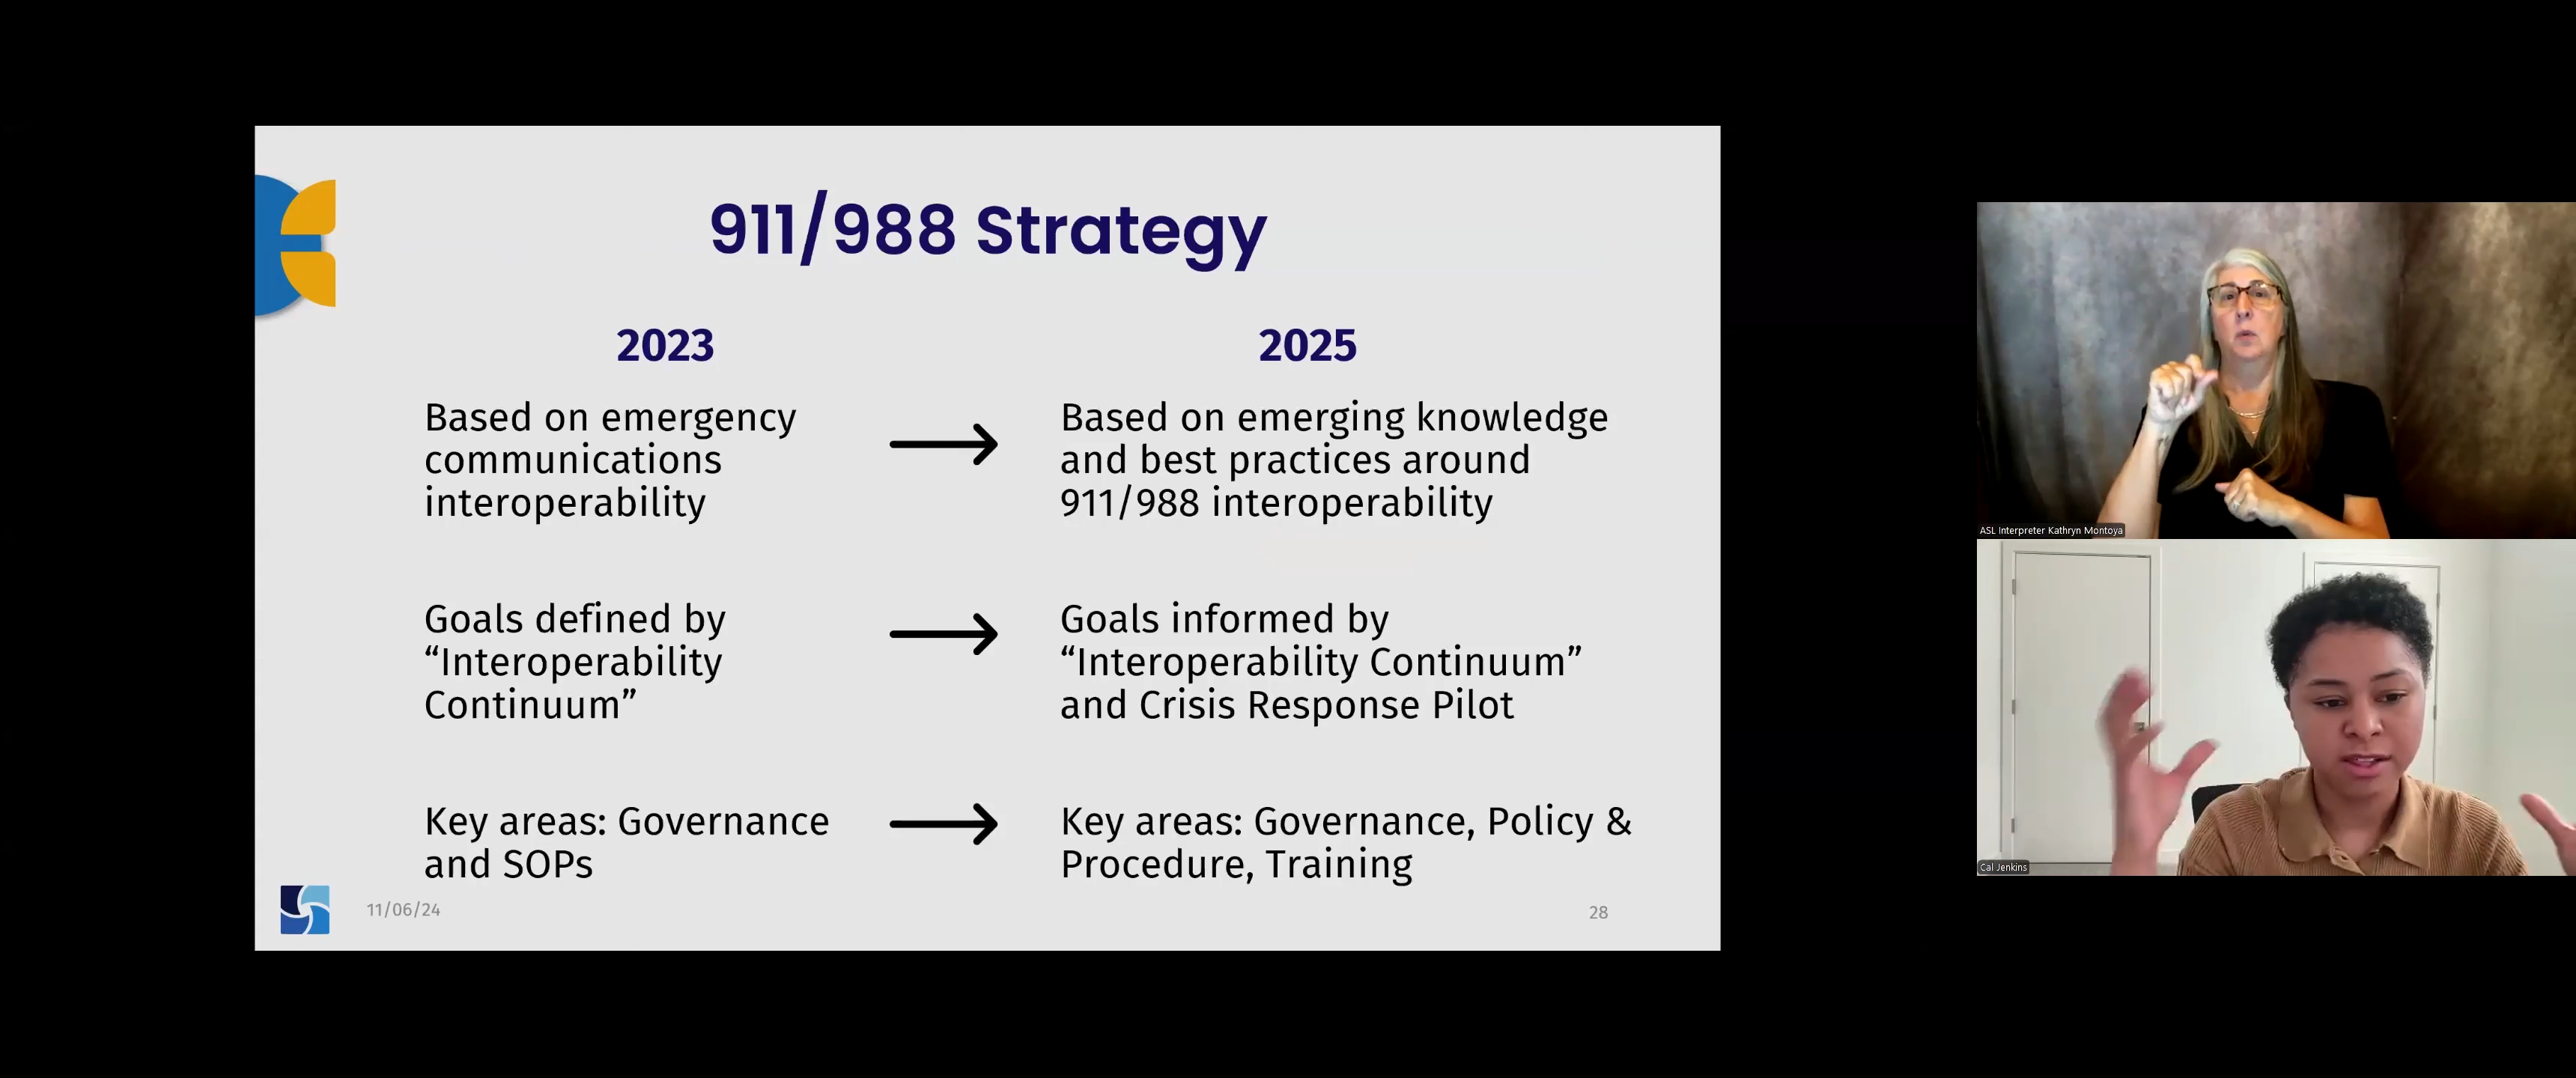 911/988 Strategy
2023
Based on emergency
communications
interoperability
Goals defined by
“Interoperability
Continuum”
Key areas: Governance
and SOPs
2025
Based on emerging knowledge
and best practices around
911/988 interoperability
Goals informed by
“Interoperability Continuum”
and Crisis Response Pilot
Key areas: Governance, Policy &
Procedure, Training
11/06/24
28
ASL Interpreter Kathryn Montoya
Cal Jenkins